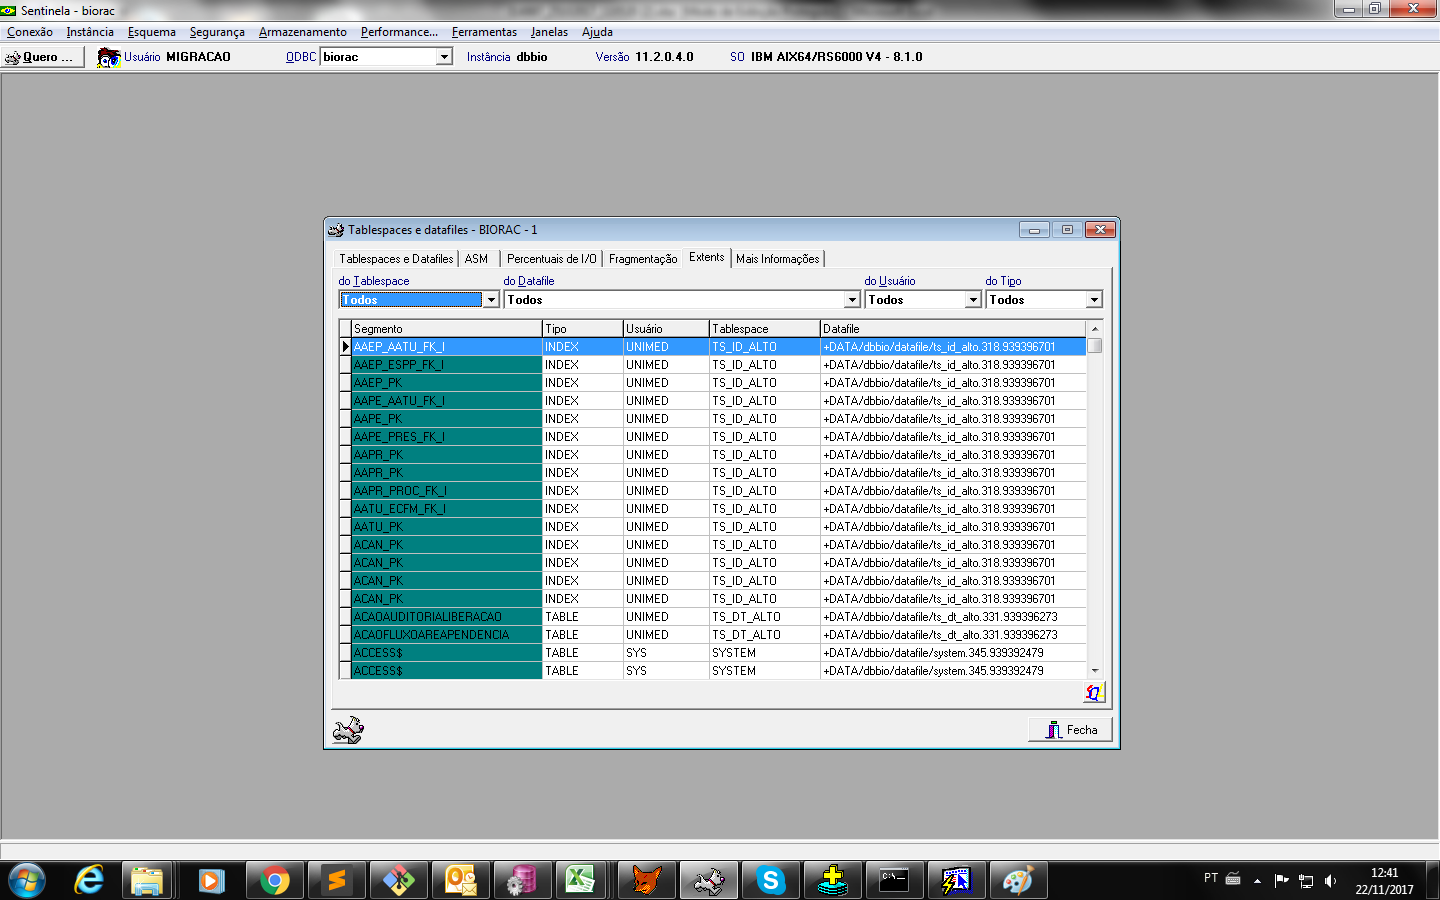 Sentinela - biorac
Conexão Instância Esquema Segurança Armazenamento Performance... Ferramentas Janelas Ajuda
Quero ... Usuário MIGRACAO ODBC biorac Instância dbbio Versão 11.2.0.4.0 SO IBM AIX64/RS6000 V4 - 8.1.0
Tablespaces e datafiles - BIORAC - 1
Tablespaces e Datafiles ASM Percentuais de I/O Fragmentação Extents Mais Informações
do Tablespace do Datafile do Usuário do Tipo
Todos Todos Todos Todos
Segmento Tipo Usuário Tablespace Datafile
AAEP_AATU_FK_I INDEX UNIMED TS_ID_ALTO +DATA/dbbio/datafile/ts_id_alto.318.939396701
AAEP_ESPP_FK_I INDEX UNIMED TS_ID_ALTO +DATA/dbbio/datafile/ts_id_alto.318.939396701
AAEP_PK INDEX UNIMED TS_ID_ALTO +DATA/dbbio/datafile/ts_id_alto.318.939396701
AAPE_AATU_FK_I INDEX UNIMED TS_ID_ALTO +DATA/dbbio/datafile/ts_id_alto.318.939396701
AAPE_PK INDEX UNIMED TS_ID_ALTO +DATA/dbbio/datafile/ts_id_alto.318.939396701
AAPE_PRES_FK_I INDEX UNIMED TS_ID_ALTO +DATA/dbbio/datafile/ts_id_alto.318.939396701
AAPR_PK INDEX UNIMED TS_ID_ALTO +DATA/dbbio/datafile/ts_id_alto.318.939396701
AAPR_PK INDEX UNIMED TS_ID_ALTO +DATA/dbbio/datafile/ts_id_alto.318.939396701
AAPR_PROC_FK_I INDEX UNIMED TS_ID_ALTO +DATA/dbbio/datafile/ts_id_alto.318.939396701
AATU_ECFM_FK_I INDEX UNIMED TS_ID_ALTO +DATA/dbbio/datafile/ts_id_alto.318.939396701
AATU_PK INDEX UNIMED TS_ID_ALTO +DATA/dbbio/datafile/ts_id_alto.318.939396701
ACAN_PK INDEX UNIMED TS_ID_ALTO +DATA/dbbio/datafile/ts_id_alto.318.939396701
ACAN_PK INDEX UNIMED TS_ID_ALTO +DATA/dbbio/datafile/ts_id_alto.318.939396701
ACAN_PK INDEX UNIMED TS_ID_ALTO +DATA/dbbio/datafile/ts_id_alto.318.939396701
ACAN_PK INDEX UNIMED TS_ID_ALTO +DATA/dbbio/datafile/ts_id_alto.318.939396701
ACAOAUDITORIALIBERACAO TABLE UNIMED TS_DT_ALTO +DATA/dbbio/datafile/ts_dt_alto.331.939396273
ACAOFLUXOAREAPENDENCIA TABLE UNIMED TS_DT_ALTO +DATA/dbbio/datafile/ts_dt_alto.331.939396273
ACCESS$ TABLE SYS SYSTEM +DATA/dbbio/datafile/system.345.939392479
ACCESS$ TABLE SYS SYSTEM +DATA/dbbio/datafile/system.345.939392479
Fecha
PT 12:41
22/11/2017